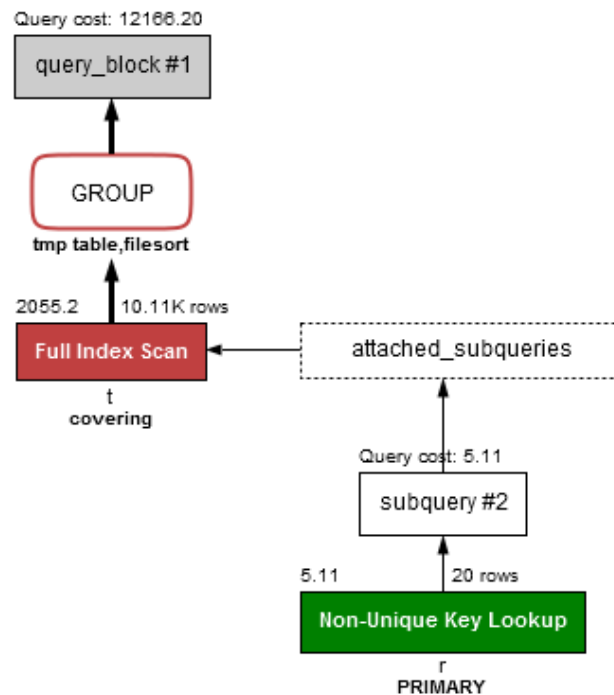 Query cost: 12166.20
query_block #1
GROUP
tmp table,filesort
2055.2 10.11K rows
Full Index Scan
attached_subqueries
t
covering
Query cost: 5.11
subquery #2
5.11 20 rows
Non-Unique Key Lookup
r
PRIMARY